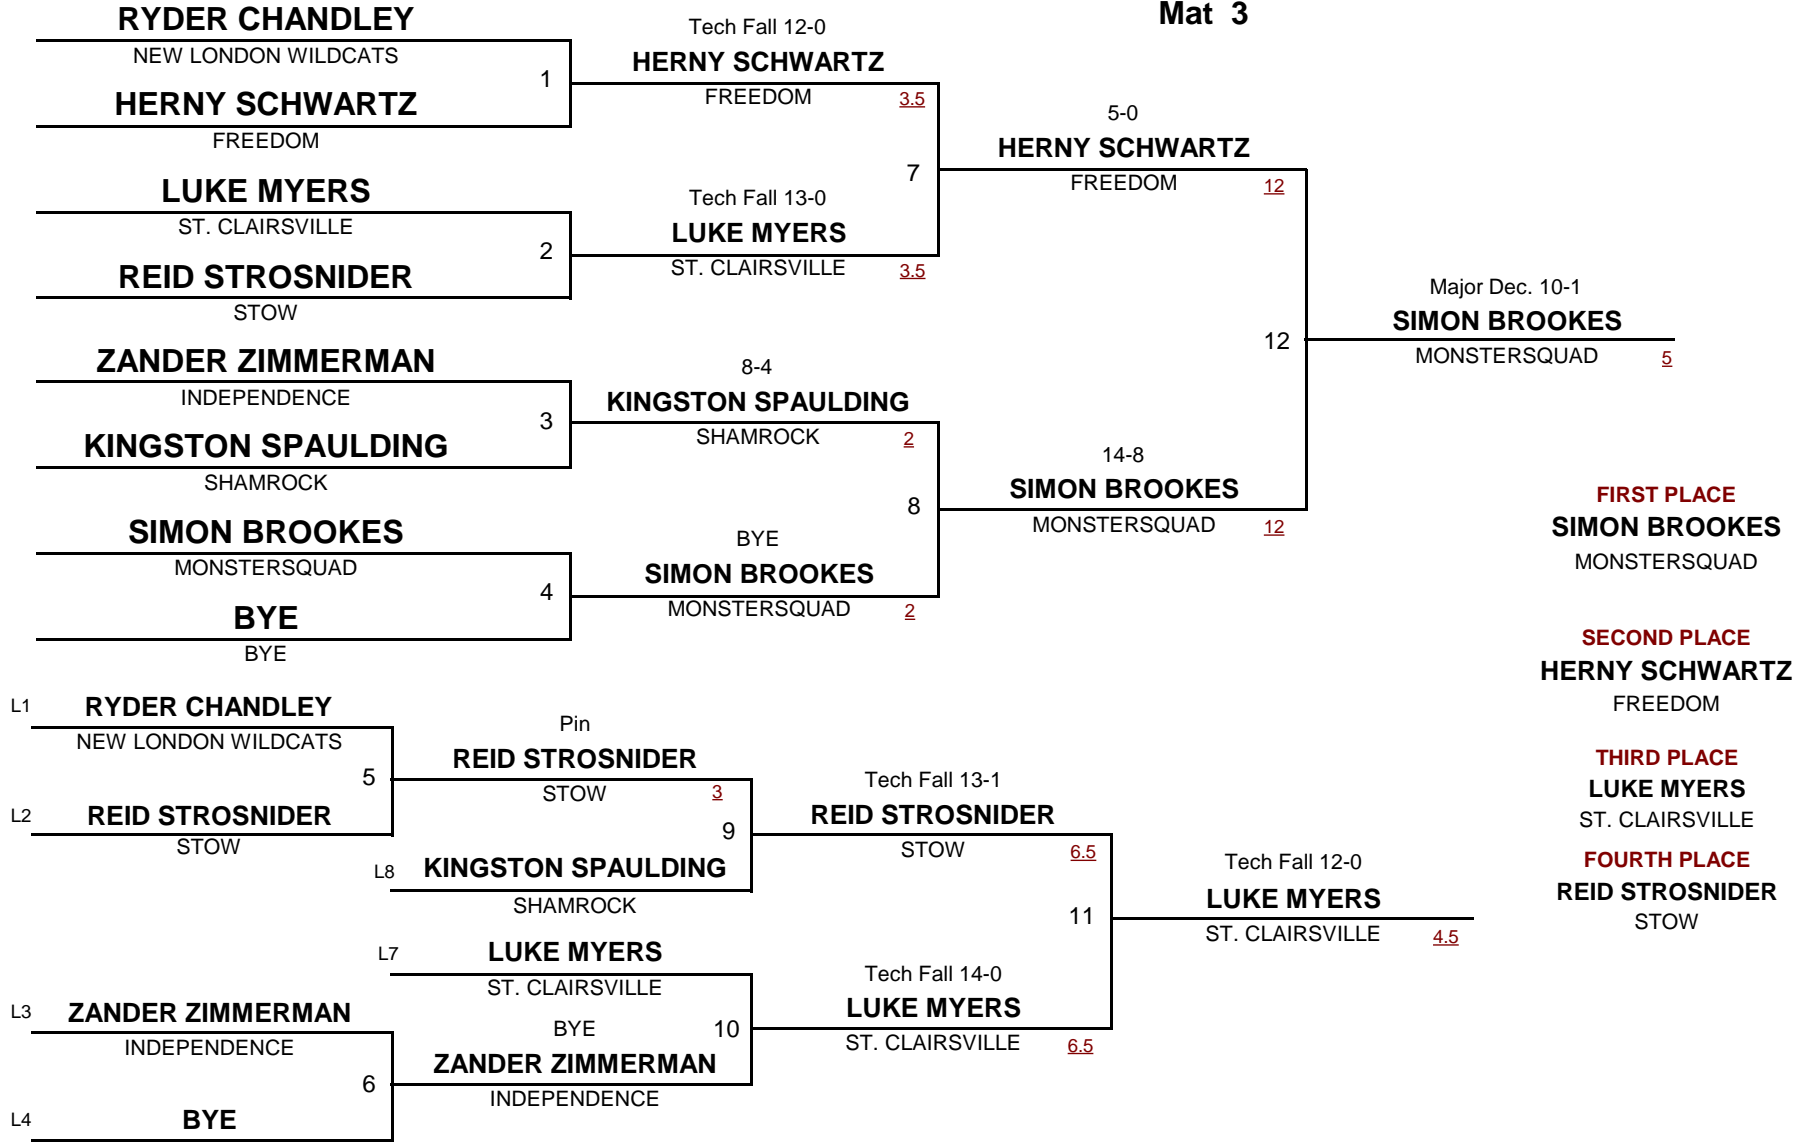 Mat 3
RYDER CHANDLEY
NEW LONDON WILDCATS
1
HERNY SCHWARTZ
FREEDOM
LUKE MYERS
ST. CLAIRSVILLE
2
REID STROSNIDER
STOW
ZANDER ZIMMERMAN
INDEPENDENCE
3
KINGSTON SPAULDING
SHAMROCK
SIMON BROOKES
MONSTERSQUAD
4
BYE
BYE
Tech Fall 12-0
HERNY SCHWARTZ
FREEDOM 3.5
7
Tech Fall 13-0
LUKE MYERS
ST. CLAIRSVILLE 3.5
8-4
KINGSTON SPAULDING
SHAMROCK 2
8
BYE
SIMON BROOKES
MONSTERSQUAD 2
5-0
HERNY SCHWARTZ
FREEDOM 12
12
14-8
SIMON BROOKES
MONSTERSQUAD 12
Major Dec. 10-1
SIMON BROOKES
MONSTERSQUAD 5
FIRST PLACE
SIMON BROOKES
MONSTERSQUAD
SECOND PLACE
HERNY SCHWARTZ
FREEDOM
THIRD PLACE
LUKE MYERS
ST. CLAIRSVILLE
FOURTH PLACE
REID STROSNIDER
STOW
L1 RYDER CHANDLEY
NEW LONDON WILDCATS
5
L2 REID STROSNIDER
STOW
L3 ZANDER ZIMMERMAN
INDEPENDENCE
6
L4 BYE
Pin
REID STROSNIDER
STOW 3
9
L8 KINGSTON SPAULDING
SHAMROCK
L7 LUKE MYERS
ST. CLAIRSVILLE
BYE 10
ZANDER ZIMMERMAN
INDEPENDENCE
Tech Fall 13-1
REID STROSNIDER
STOW 6.5
11
Tech Fall 14-0
LUKE MYERS
ST. CLAIRSVILLE 6.5
Tech Fall 12-0
LUKE MYERS
ST. CLAIRSVILLE 4.5